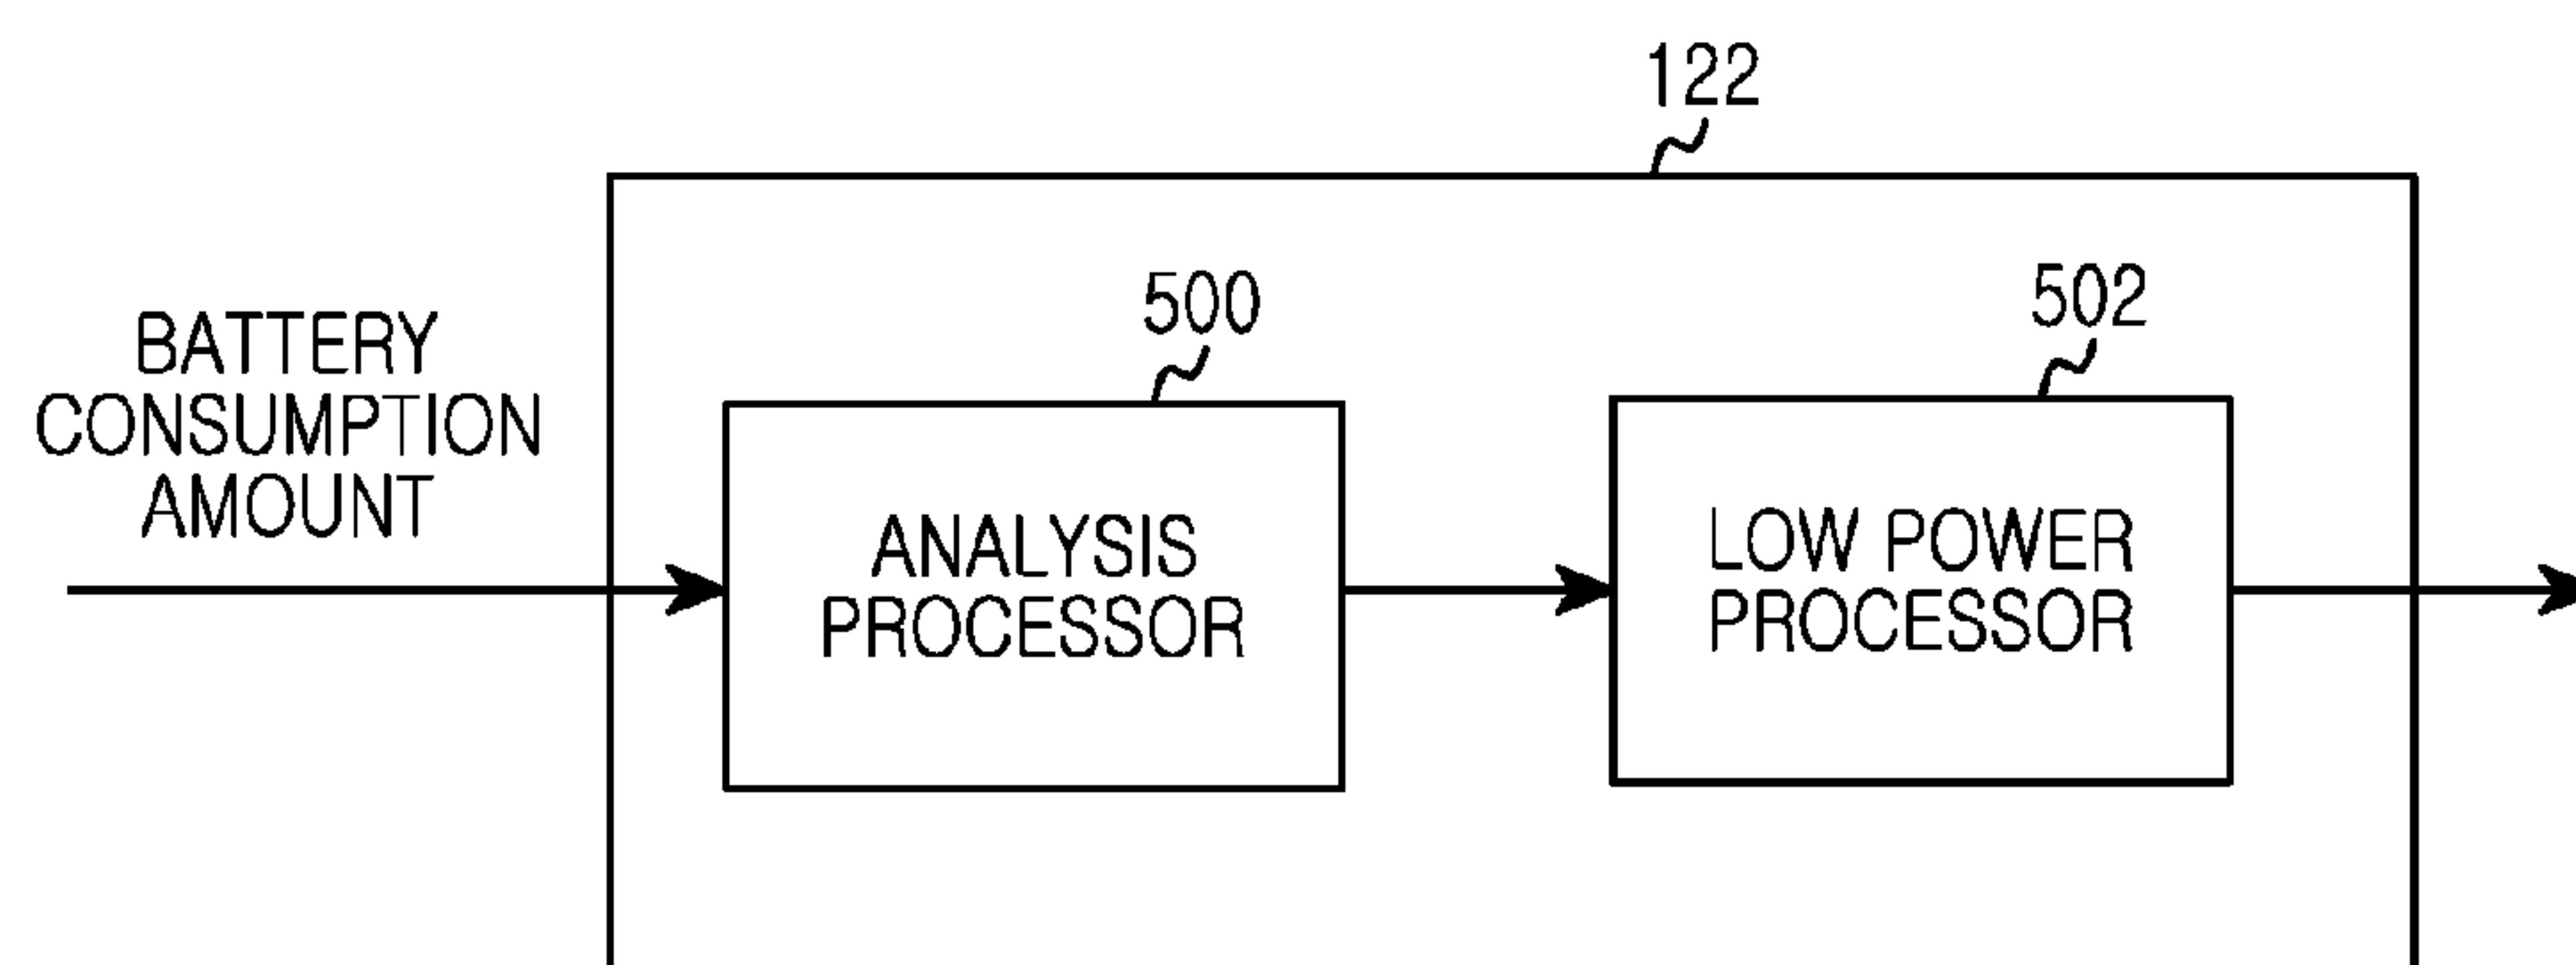 122
500
502
BATTERY
CONSUMPTION
AMOUNT
ANALYSIS
PROCESSOR
LOW POWER
PROCESSOR